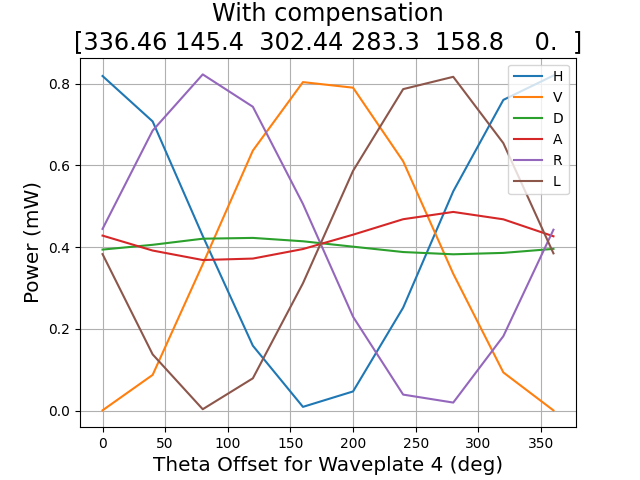 With compensation
[336.46 145.4 302.44 283.3 158.8 0. ]
H
V
D
A
R
L
0.8
0.6
0.4
0.2
0.0
Power (mW)
0 50 100 150 200 250 300 350
Theta Offset for Waveplate 4 (deg)